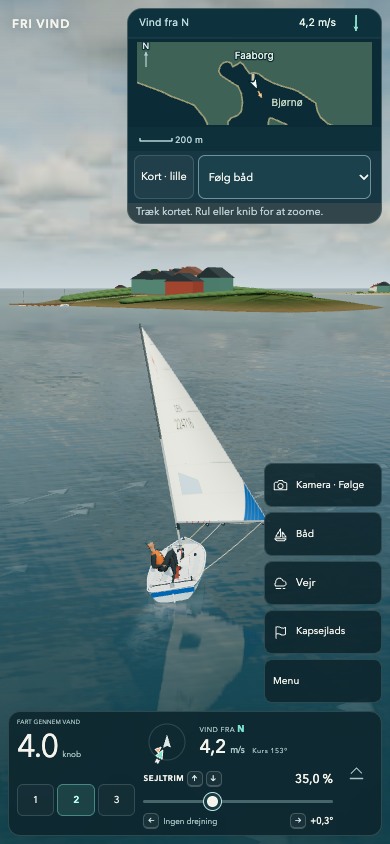 FRI VIND
Vind fra N 4,2 m/s
N
Faaborg
Bjørnø
200 m
Kort · lille
Følg båd
Træk kortet. Rul eller knib for at zoome.
Kamera · Følge
Båd
Vejr
Kapsejlads
Menu
FART GENNEM VAND
4.0 knob
VIND FRA N
4,2 m/s Kurs 153°
1 2 3
SEJLTRIM ↑ ↓ 35,0 %
← Ingen drejning → +0,3°